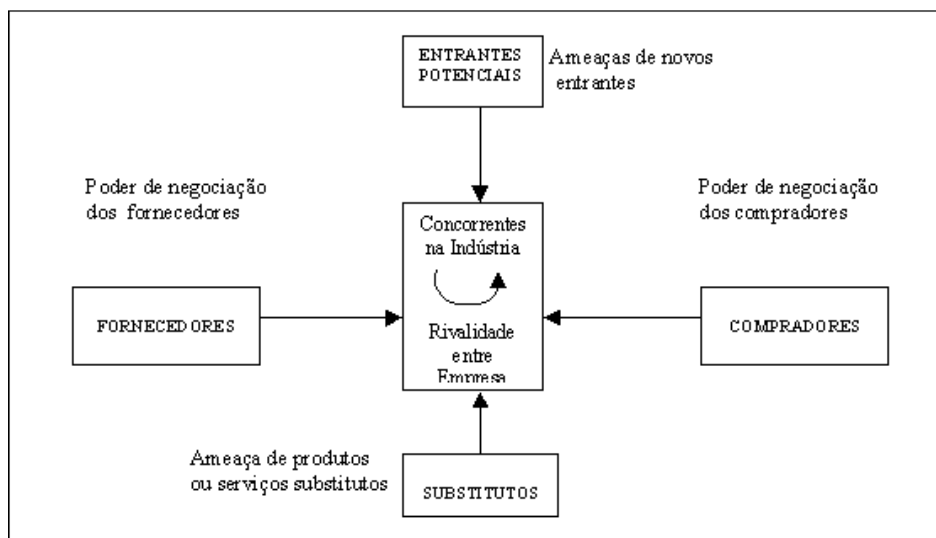 ENTRANTES
POTENCIAIS
Ameaças de novos
entrantes
Poder de negociação
dos fornecedores
Poder de negociação
dos compradores
Concorrentes
na Indústria
FORNECEDORES
Rivalidade
entre
Empresa
COMPRADORES
Ameaça de produtos
ou serviços substitutos
SUBSTITUTOS